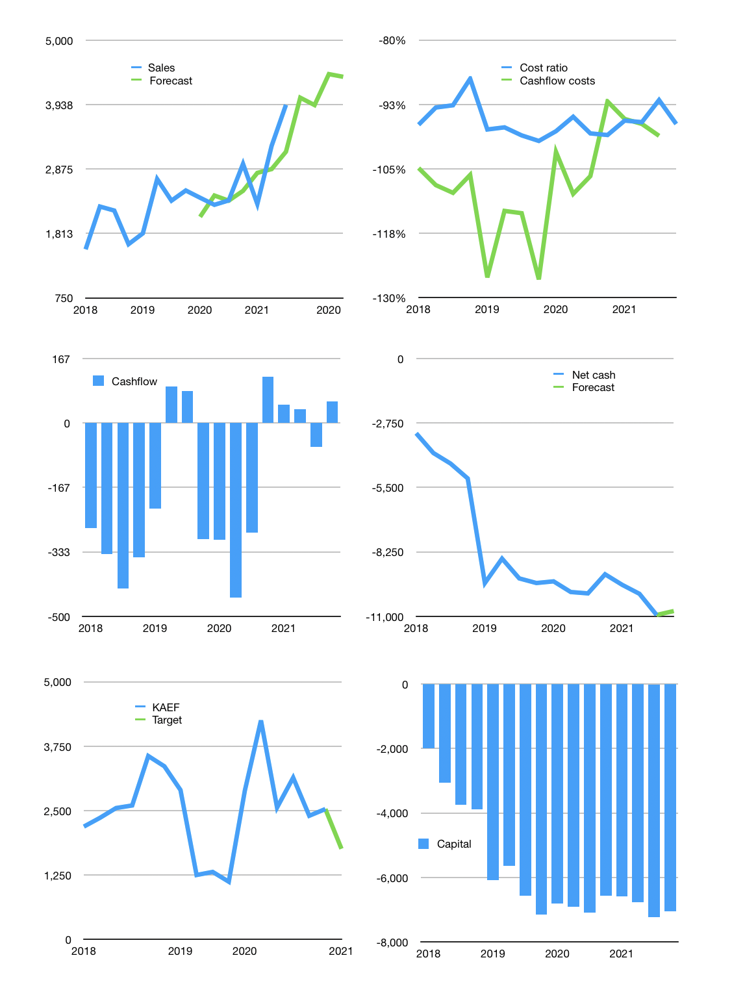 5,000
Sales
Forecast
3,938
2,875
1,813
750
2018 2019 2020 2021 2020
-80%
Cost ratio
Cashflow costs
-93%
-105%
-118%
-130%
2018 2019 2020 2021
167
Cashflow
0
-167
-333
-500
2018 2019 2020 2021
0
Net cash
Forecast
-2,750
-5,500
-8,250
-11,000
2018 2019 2020 2021
5,000
KAEF
Target
3,750
2,500
1,250
0
2018 2019 2020 2021
0
-2,000
-4,000
Capital
-6,000
-8,000
2018 2019 2020 2021